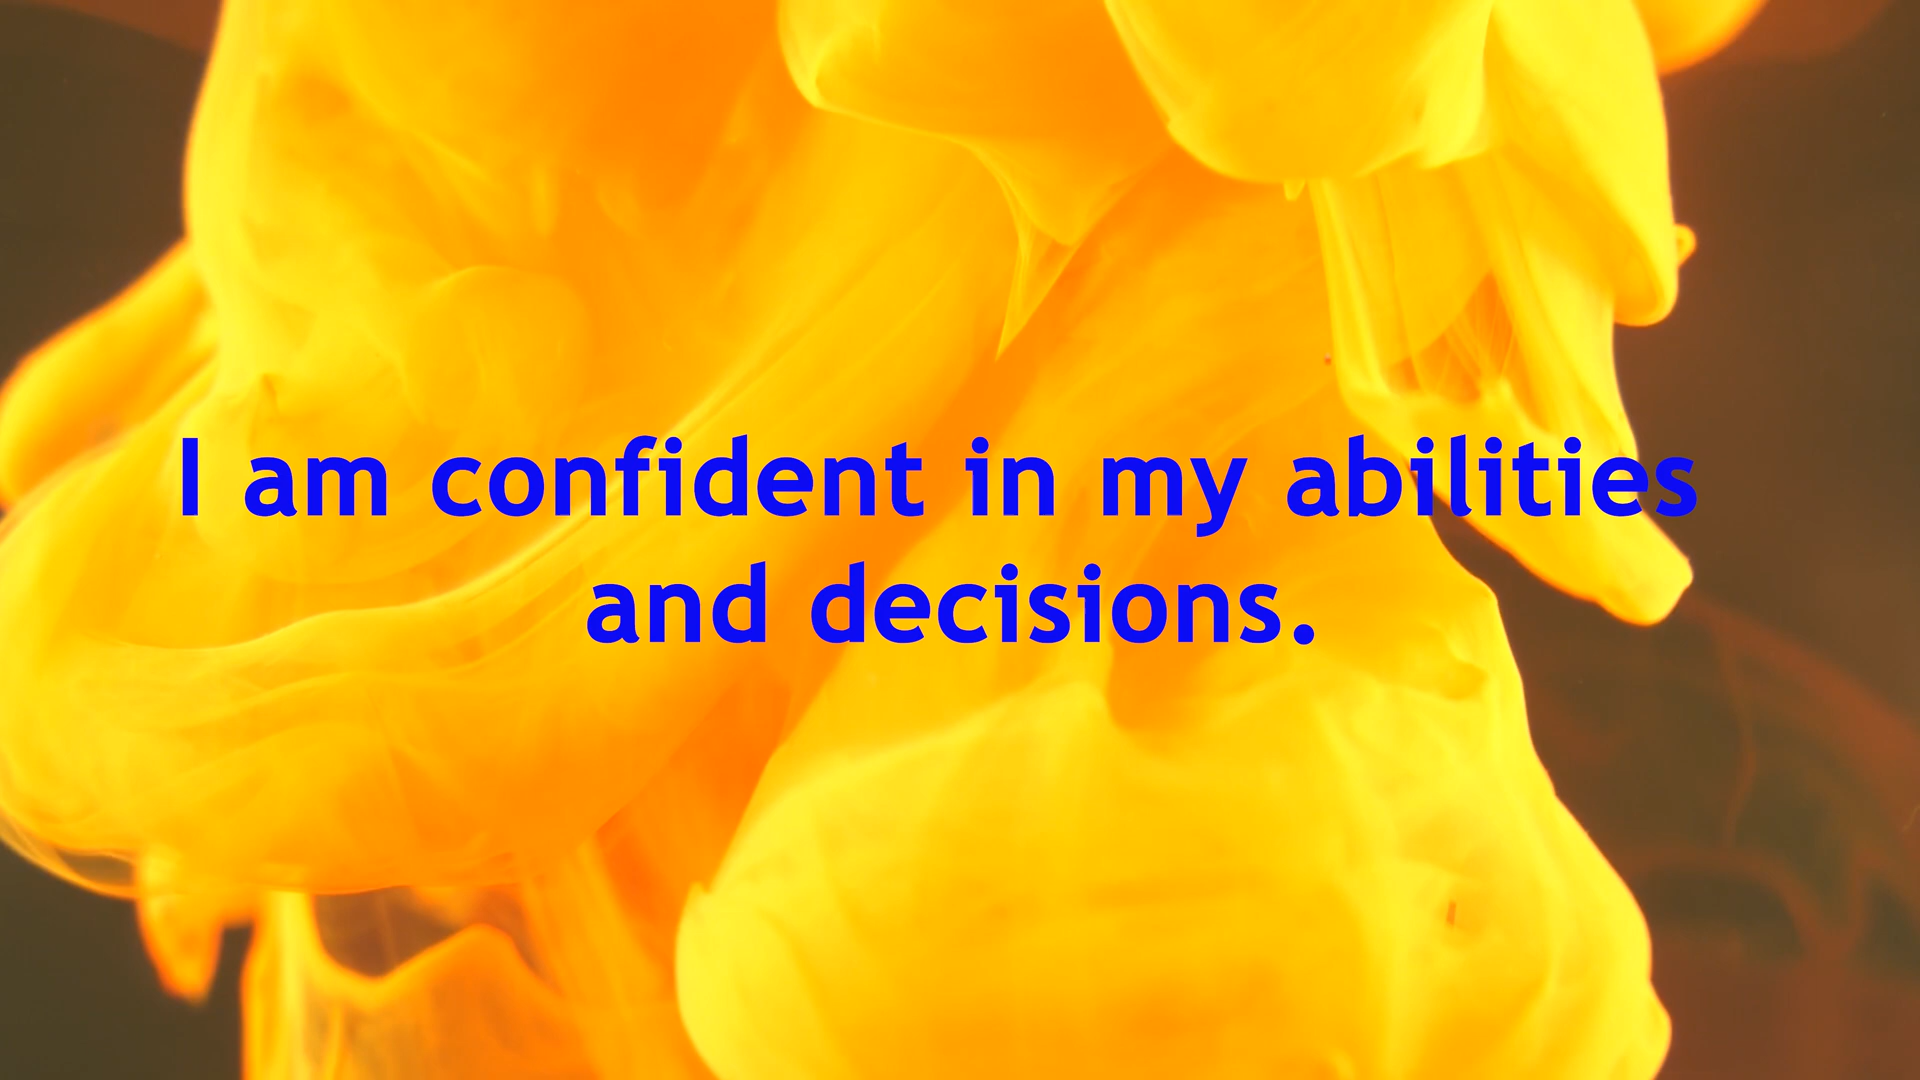 I am confident in my abilities
and decisions.